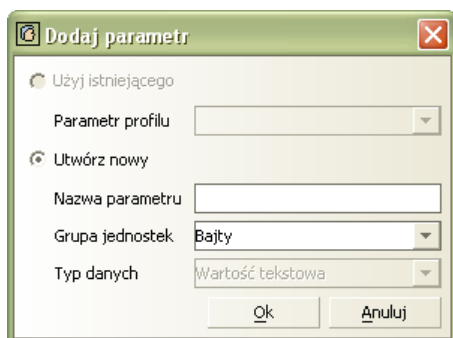 Dodaj parametr
Użyj istniejącego
Parametr profilu
Utwórz nowy
Nazwa parametru
Grupa jednostek Bajty
Typ danych Wartość tekstowa
Ok Anuluj